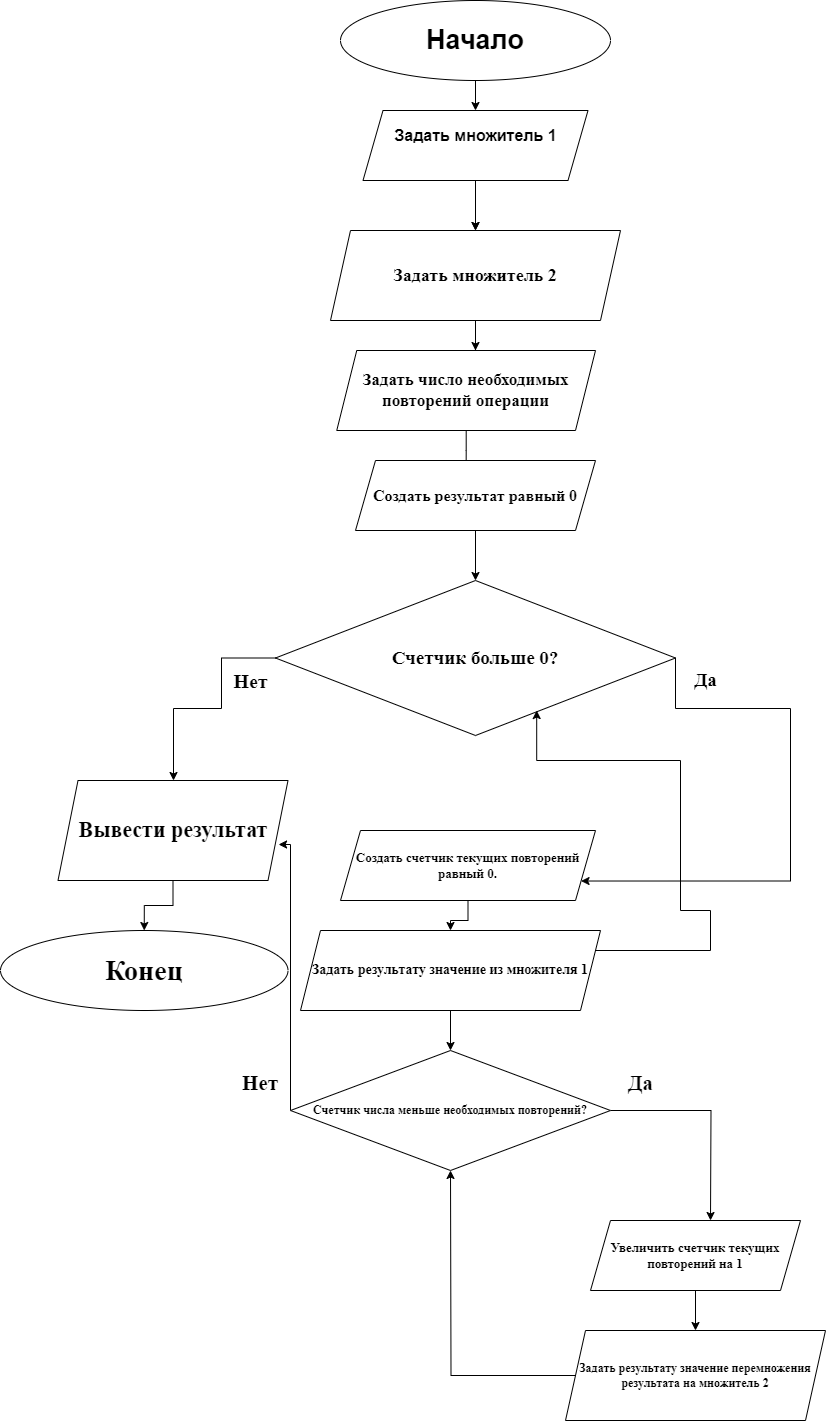 Начало
Задать множитель 1
Задать множитель 2
Задать число необходимых
повторений операции
Создать результат равный 0
Счетчик больше 0?
Нет
Да
Вывести результат
Создать счетчик текущих повторений
равный 0.
Конец
Задать результату значение из множителя 1
Нет
Да
Счетчик числа меньше необходимых повторений?
Увеличить счетчик текущих
повторений на 1
Задать результату значение перемножения
результата на множитель 2